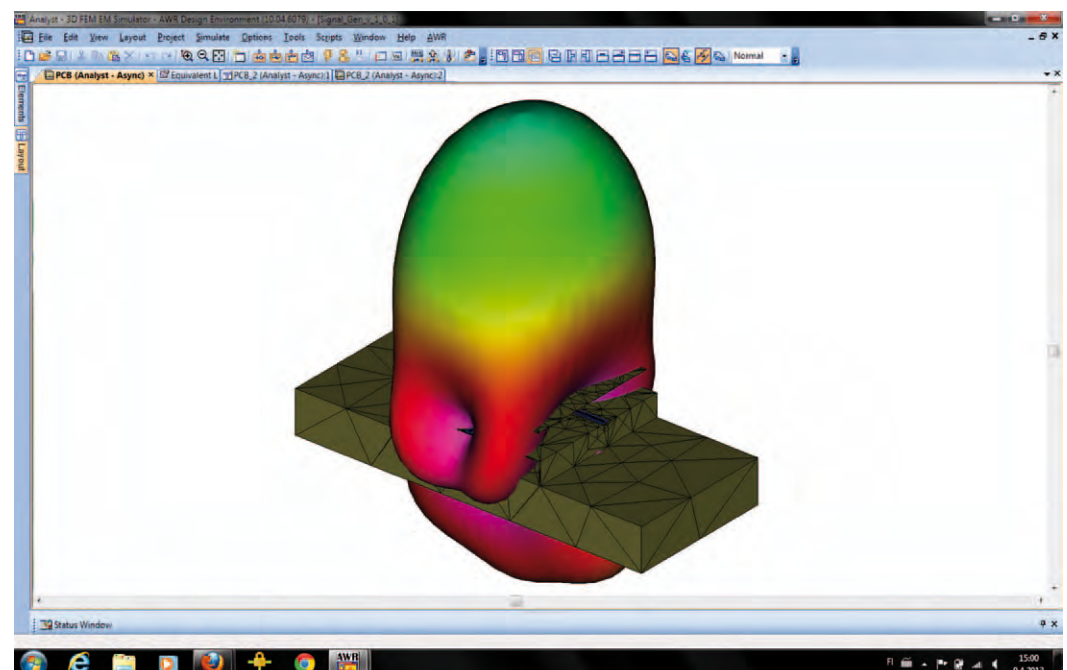 Analyst - 3D FEM EM Simulator - AWR Design Environment (10.04.6079) - [Signal_Gen_v_1_6_1]
File Edit View Layout Project Simulate Options Tools Scripts Window Help AWR
Normal
PCB (Analyst - Async) × Equivalent L PCB_2 (Analyst - Async):1 PCB_2 (Analyst - Async):2
Elements
Layout
Status Window
AWR
FI 15:00